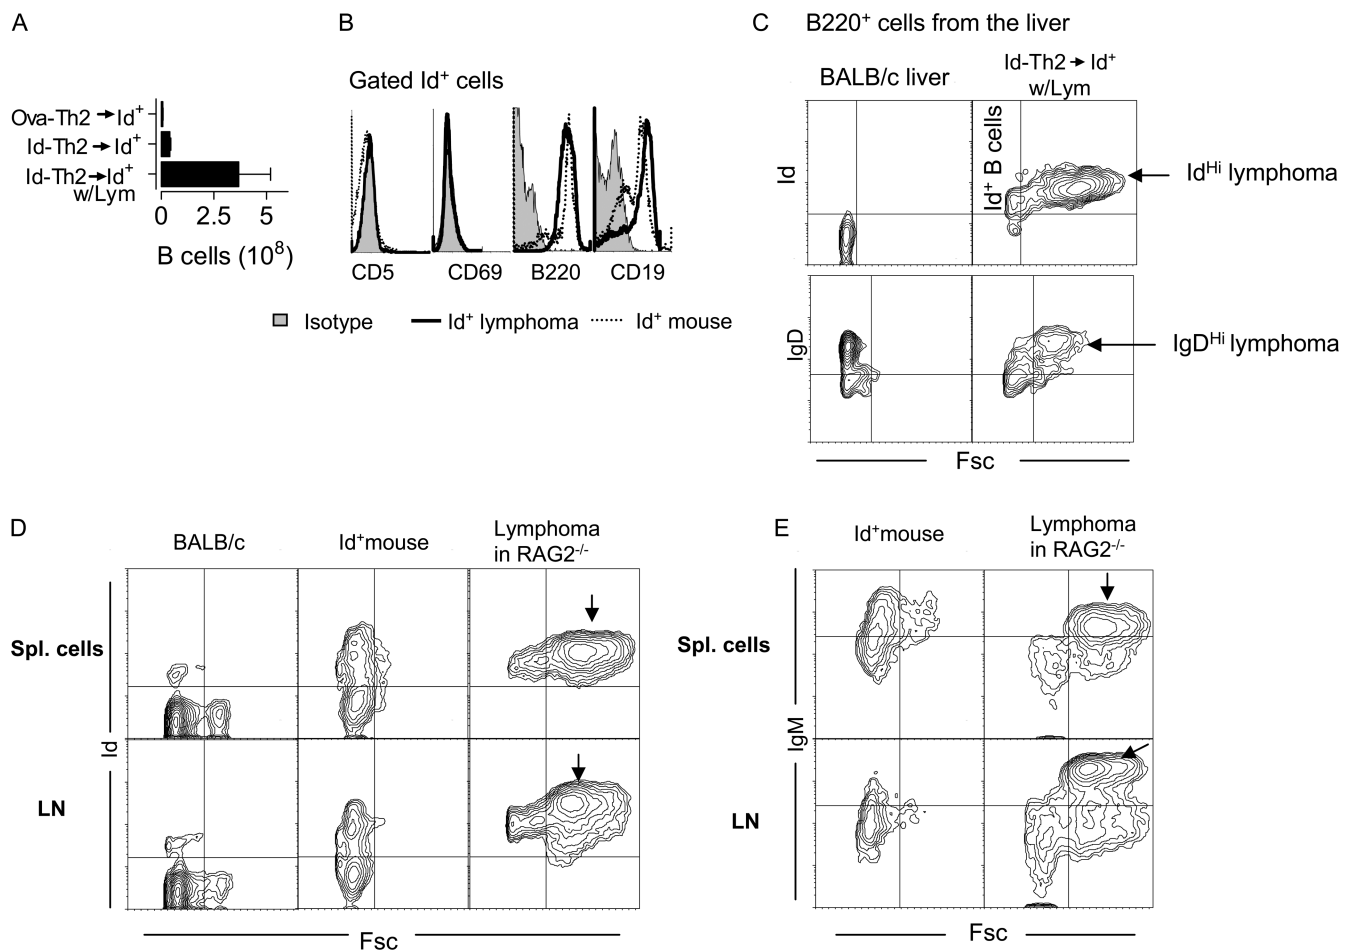 A
Ova-Th2 → Id⁺
Id-Th2 → Id⁺
Id-Th2 → Id⁺
w/Lym
0 2.5 5
B cells (10⁸)
B
Gated Id⁺ cells
CD5 CD69 B220 CD19
Isotype Id⁺ lymphoma Id⁺ mouse
C B220⁺ cells from the liver
BALB/c liver
Id-Th2 → Id⁺
w/Lym
Id
Id⁺ B cells
Idᴴⁱ lymphoma
IgD
IgDᴴⁱ lymphoma
Fsc
D
BALB/c
Id⁺mouse
Lymphoma
in RAG2⁻/⁻
Spl. cells
Id
LN
Fsc
E
Id⁺mouse
Lymphoma
in RAG2⁻/⁻
Spl. cells
IgM
LN
Fsc